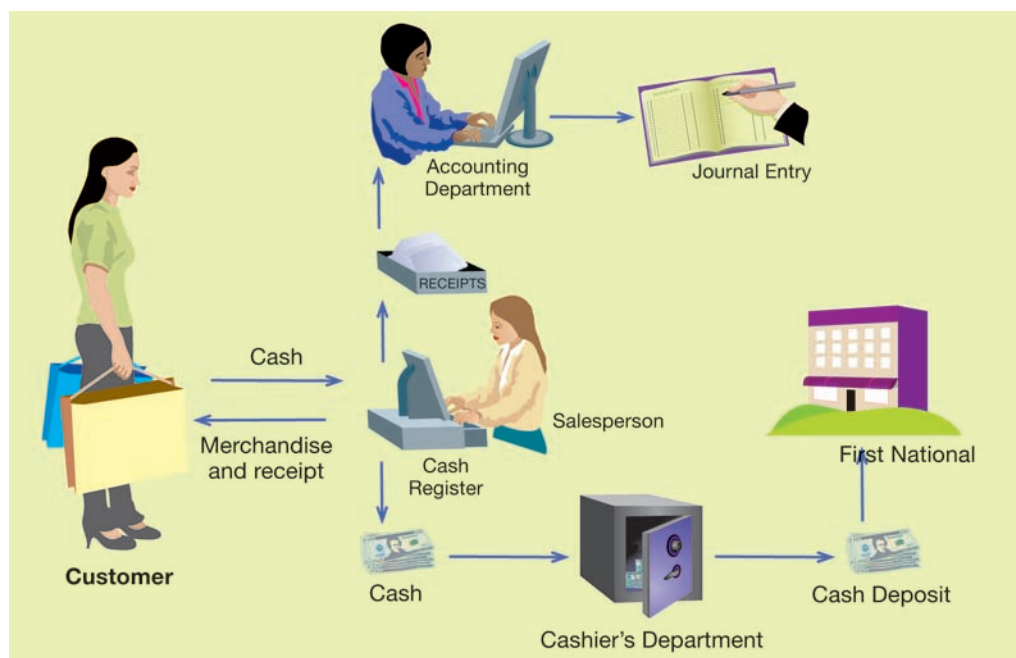 Accounting
Department
Journal Entry
RECEIPTS
Cash
Merchandise
and receipt
Salesperson
Cash
Register
First National
Customer
Cash
Cashier's Department
Cash Deposit